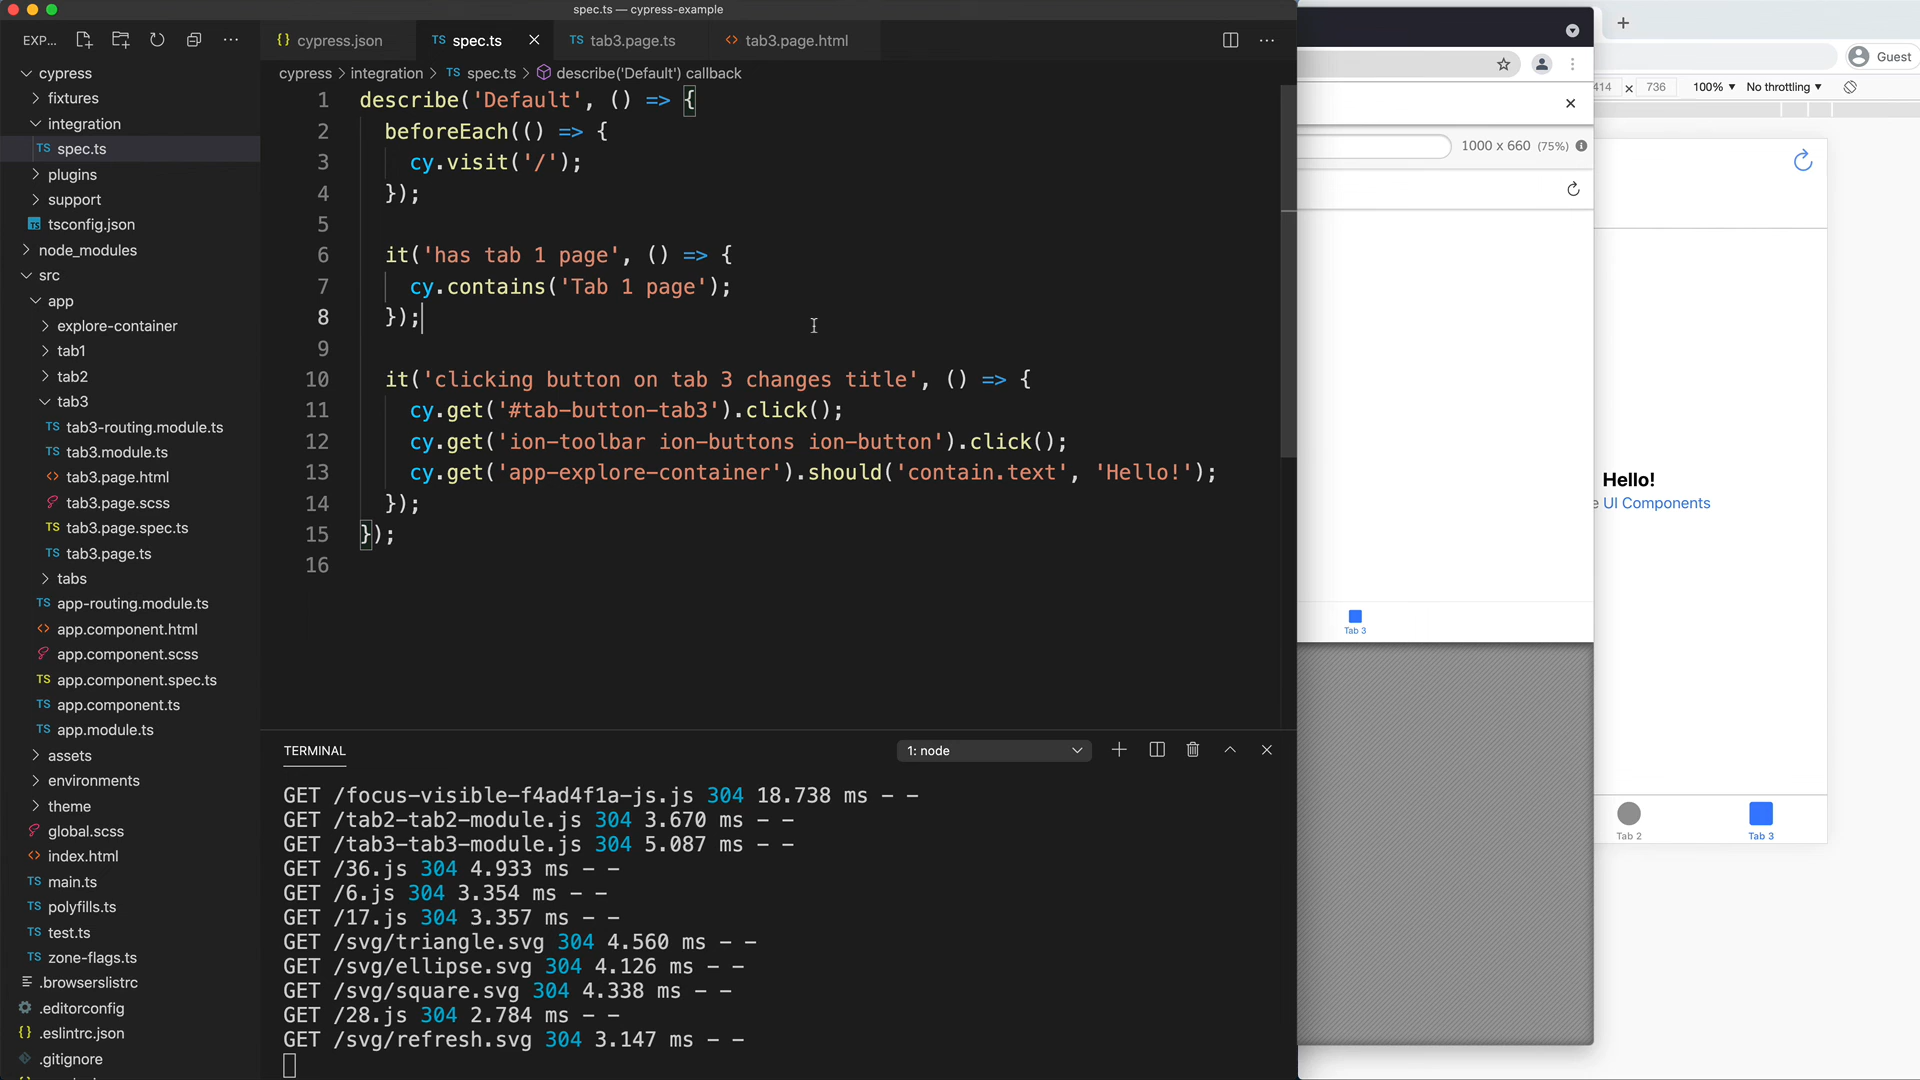 spec.ts — cypress-example
EXP...
{} cypress.json
TS spec.ts
TS tab3.page.ts
<> tab3.page.html
cypress > integration > TS spec.ts > describe('Default') callback
cypress
fixtures
integration
TS spec.ts
plugins
support
TS tsconfig.json
node_modules
src
app
explore-container
tab1
tab2
tab3
TS tab3-routing.module.ts
TS tab3.module.ts
<> tab3.page.html
tab3.page.scss
TS tab3.page.spec.ts
TS tab3.page.ts
tabs
TS app-routing.module.ts
<> app.component.html
app.component.scss
TS app.component.spec.ts
TS app.component.ts
TS app.module.ts
assets
environments
theme
global.scss
<> index.html
TS main.ts
TS polyfills.ts
TS test.ts
TS zone-flags.ts
.browserslistrc
.editorconfig
{} .eslintrc.json
.gitignore
1 describe('Default', () => {
2 beforeEach(() => {
3 cy.visit('/');
4 });
5
6 it('has tab 1 page', () => {
7 cy.contains('Tab 1 page');
8 });
9
10 it('clicking button on tab 3 changes title', () => {
11 cy.get('#tab-button-tab3').click();
12 cy.get('ion-toolbar ion-buttons ion-button').click();
13 cy.get('app-explore-container').should('contain.text', 'Hello!');
14 });
15 });
16
TERMINAL
1: node
GET /focus-visible-f4ad4f1a-js.js 304 18.738 ms - -
GET /tab2-tab2-module.js 304 3.670 ms - -
GET /tab3-tab3-module.js 304 5.087 ms - -
GET /36.js 304 4.933 ms - -
GET /6.js 304 3.354 ms - -
GET /17.js 304 3.357 ms - -
GET /svg/triangle.svg 304 4.560 ms - -
GET /svg/ellipse.svg 304 4.126 ms - -
GET /svg/square.svg 304 4.338 ms - -
GET /28.js 304 2.784 ms - -
GET /svg/refresh.svg 304 3.147 ms - -
1000 x 660 (75%)
Tab 3
Guest
414 × 736 100% No throttling
Hello!
e UI Components
Tab 2
Tab 3